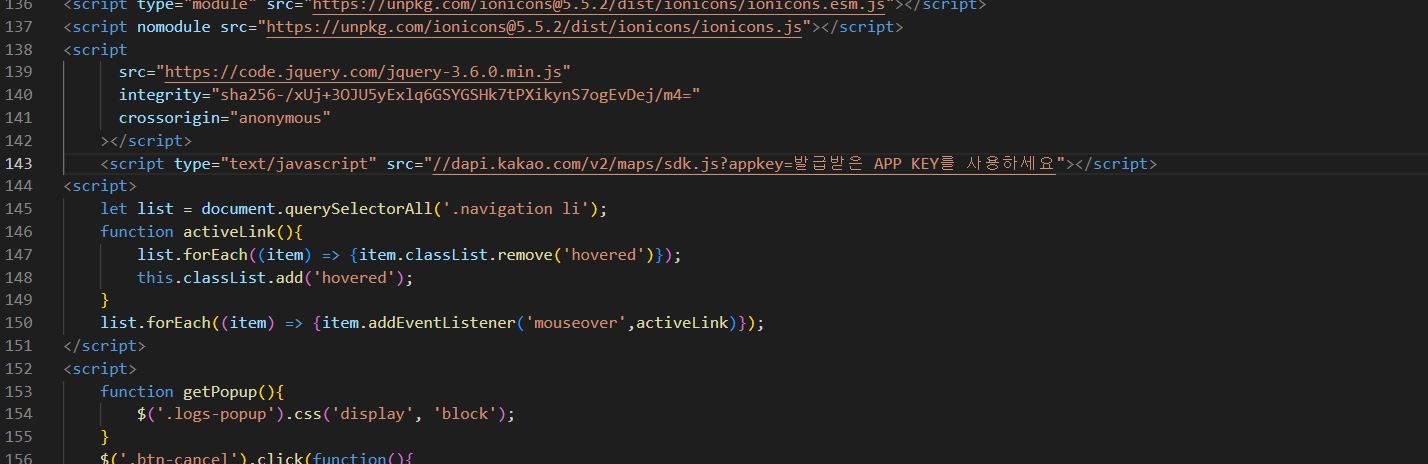 136 <script type="module" src="https://unpkg.com/ionicons@5.5.2/dist/ionicons/ionicons.esm.js"></script>
137 <script nomodule src="https://unpkg.com/ionicons@5.5.2/dist/ionicons/ionicons.js"></script>
138 <script
139 src="https://code.jquery.com/jquery-3.6.0.min.js"
140 integrity="sha256-/xUj+3OJU5yExlq6GSYGSHk7tPXikynS7ogEvDej/m4="
141 crossorigin="anonymous"
142 ></script>
143 <script type="text/javascript" src="//dapi.kakao.com/v2/maps/sdk.js?appkey=발급받은 APP KEY를 사용하세요"></script>
144 <script>
145 let list = document.querySelectorAll('.navigation li');
146 function activeLink(){
147 list.forEach((item) => {item.classList.remove('hovered')});
148 this.classList.add('hovered');
149 }
150 list.forEach((item) => {item.addEventListener('mouseover',activeLink)});
151 </script>
152 <script>
153 function getPopup(){
154 $('.logs-popup').css('display', 'block');
155 }
156 $('.btn-cancel').click(function(){